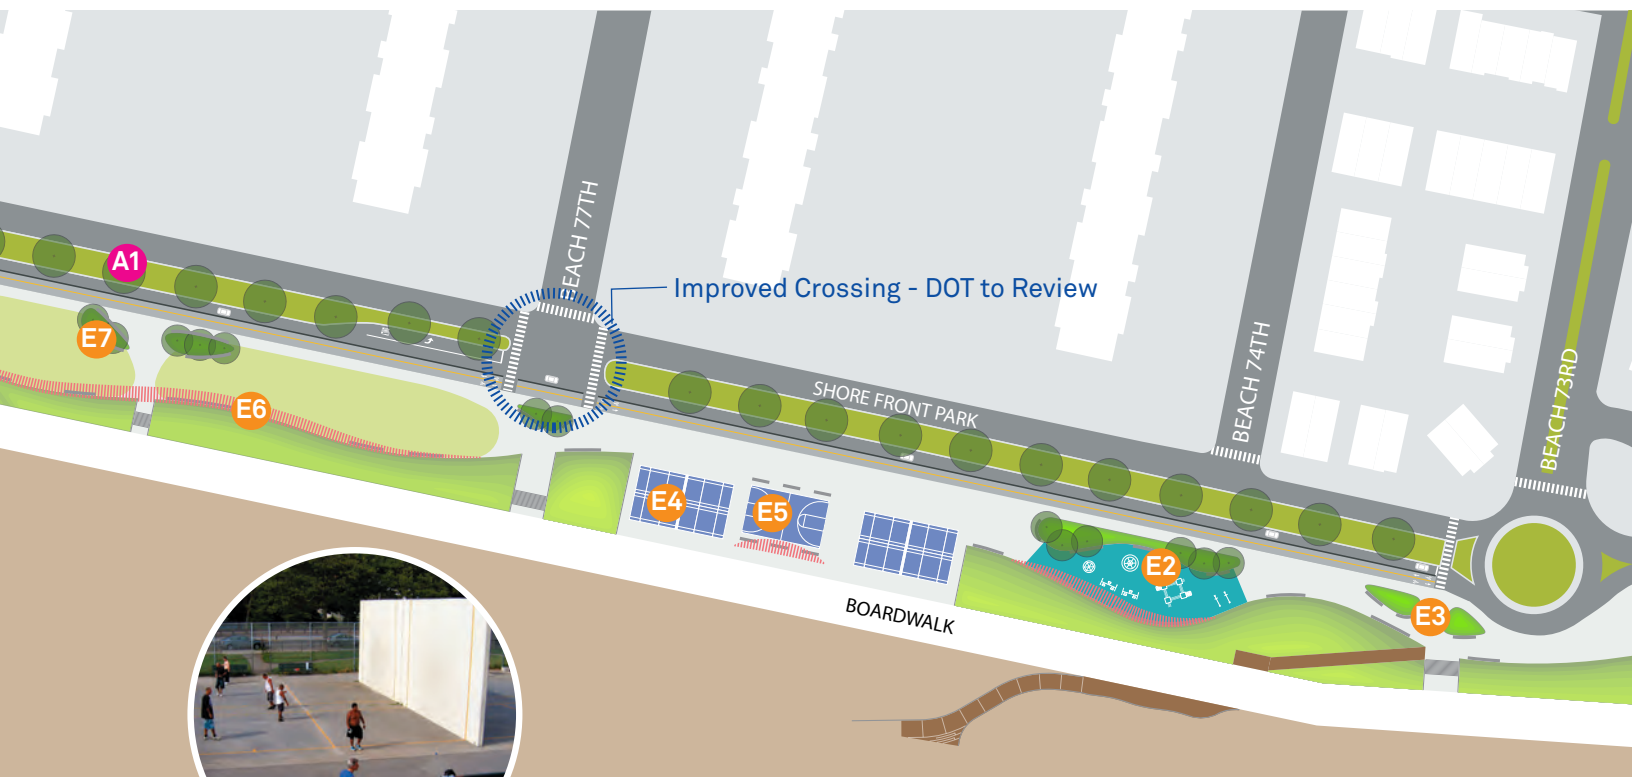 A1
BEACH 77TH
Improved Crossing - DOT to Review
E7
E6
SHORE FRONT PARK
BEACH 74TH
BEACH 73RD
E4
E5
E2
E3
BOARDWALK